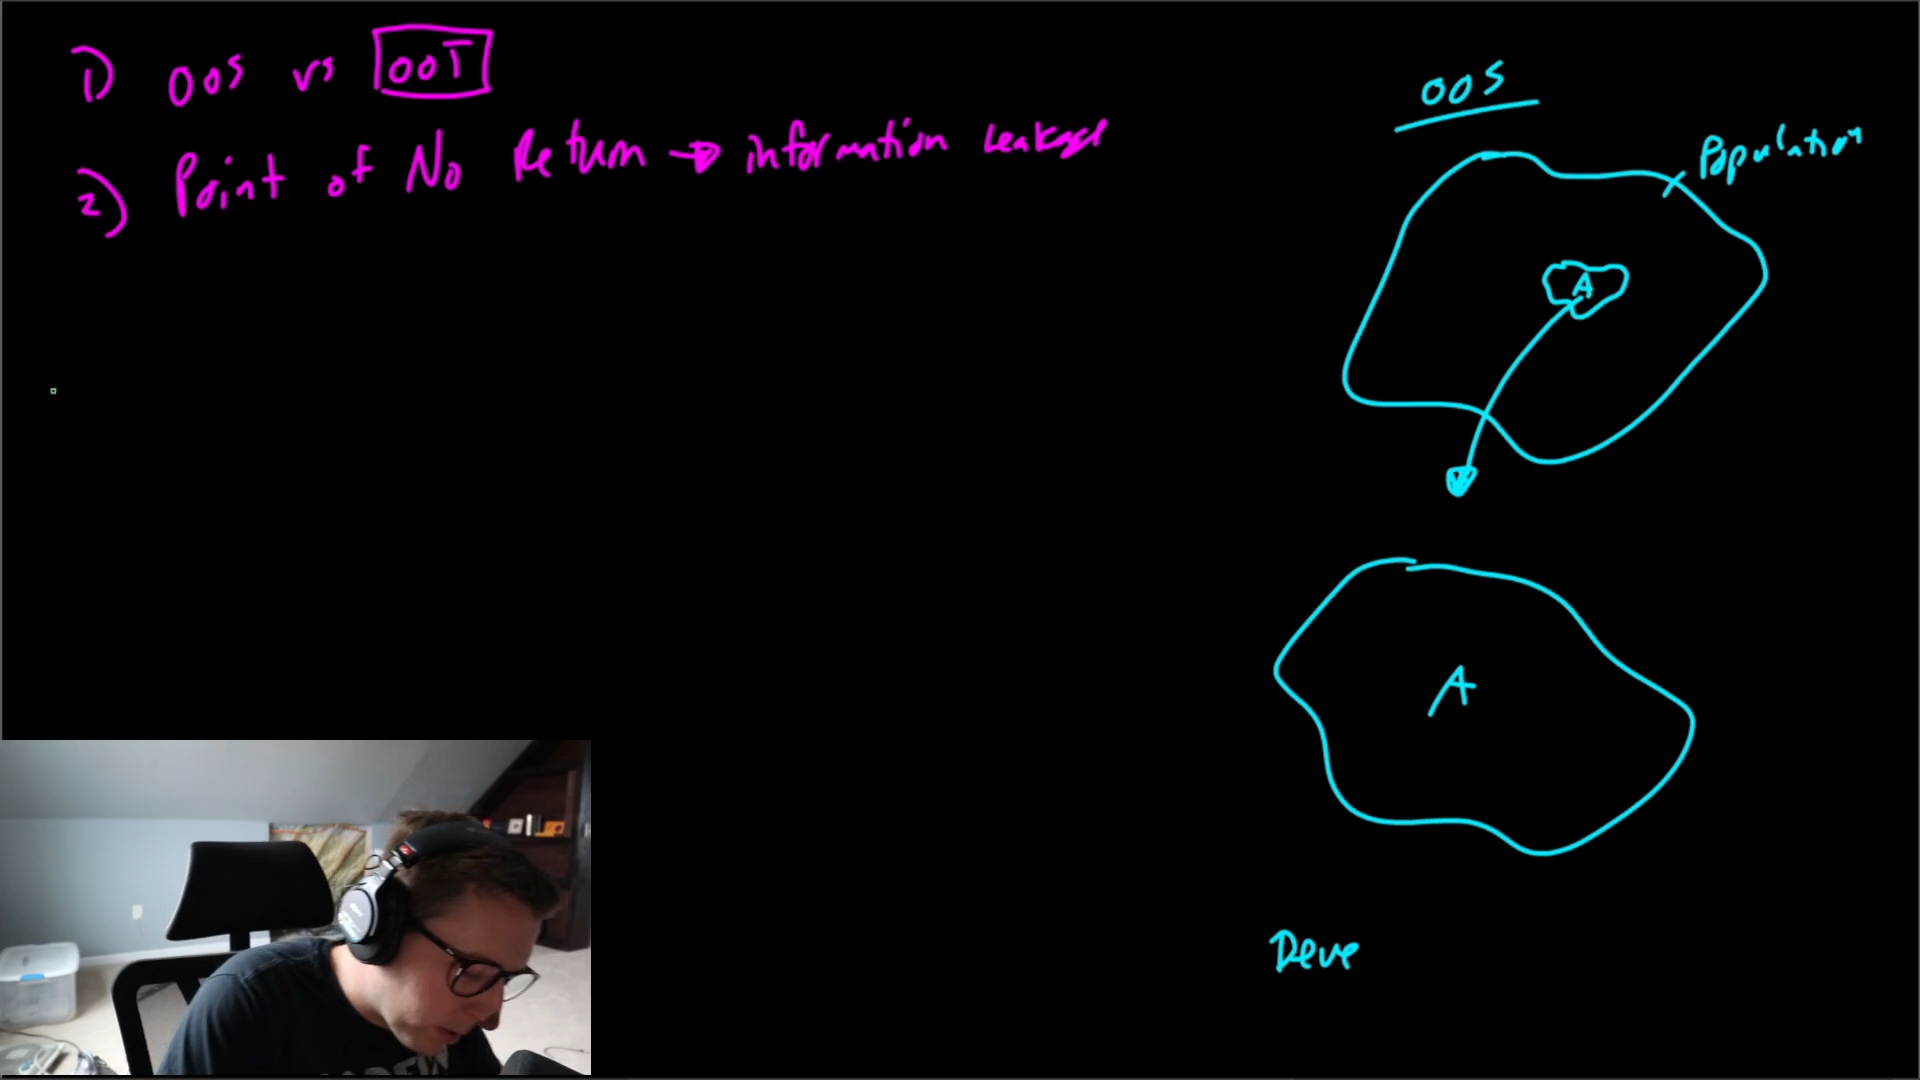 1) OOS vs OOT
2) Point of No Return → information Leakage
OOS
Population
A
A
Deve